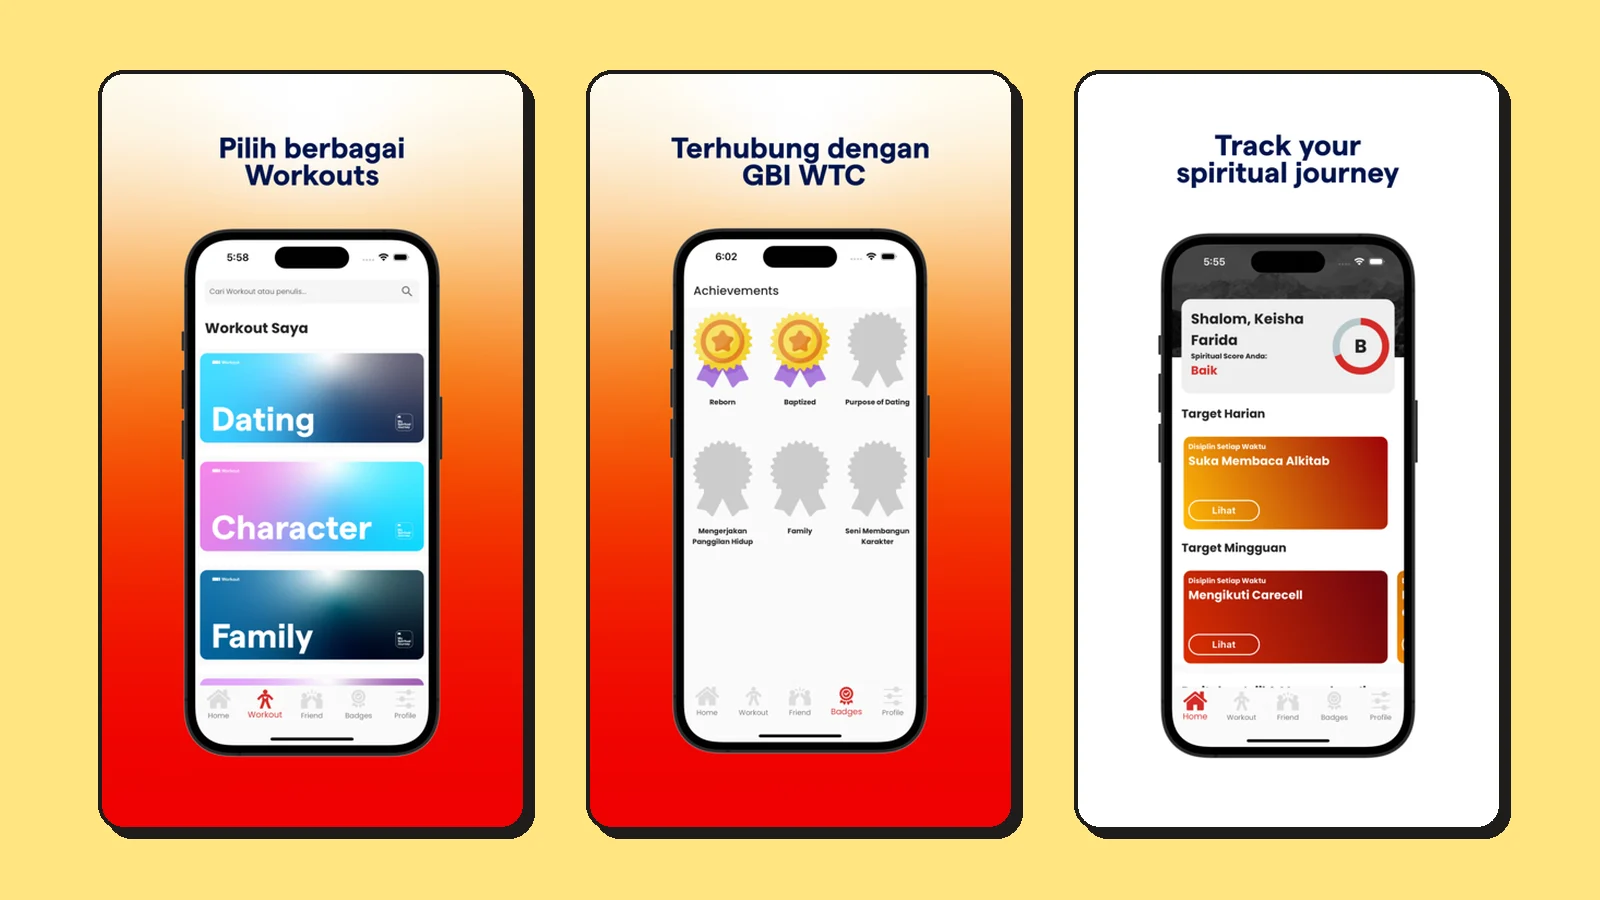 Pilih berbagai
Workouts
5:58
Cari Workout atau penulis...
Workout Saya
Workout
Dating
Workout
Character
Workout
Family
Home
Workout
Friend
Badges
Profile
Terhubung dengan
GBI WTC
6:02
Achievements
Reborn
Baptized
Purpose of Dating
Mengerjakan
Panggilan Hidup
Family
Seni Membangun
Karakter
Home
Workout
Friend
Badges
Profile
Track your
spiritual journey
5:55
Shalom, Keisha
Farida
Spiritual Score Anda:
Baik
B
Target Harian
Disiplin Setiap Waktu
Suka Membaca Alkitab
Lihat
Target Mingguan
Disiplin Setiap Waktu
Mengikuti Carecell
Lihat
Home
Workout
Friend
Badges
Profile